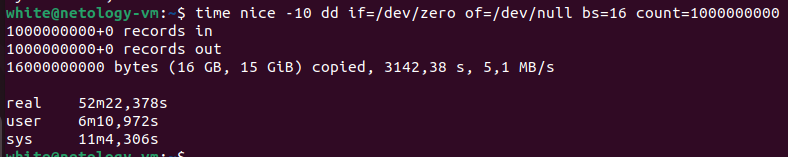 white@netology-vm:~$ time nice -10 dd if=/dev/zero of=/dev/null bs=16 count=1000000000
1000000000+0 records in
1000000000+0 records out
16000000000 bytes (16 GB, 15 GiB) copied, 3142,38 s, 5,1 MB/s
real    52m22,378s
user    6m10,972s
sys     11m4,306s
white@netology-vm:~$